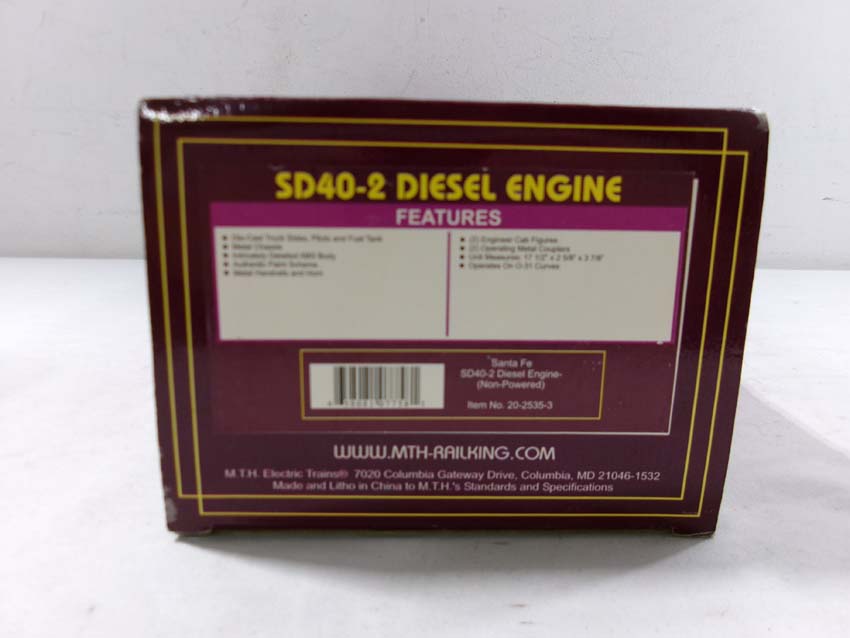 SD40-2 DIESEL ENGINE
FEATURES
Die-Cast Truck Sides, Pilots and Fuel Tank
Metal Chassis
Intricately Detailed ABS Body
Authentic Paint Scheme
Metal Handrails and Horn
(2) Engineer Cab Figures
(2) Operating Metal Couplers
Unit Measures: 17 1/2" x 2 5/8" x 3 7/8"
Operates On O-31 Curves
Santa Fe
SD40-2 Diesel Engine-
(Non-Powered)
Item No. 20-2535-3
WWW.MTH-RAILKING.COM
M.T.H. Electric Trains® 7020 Columbia Gateway Drive, Columbia, MD 21046-1532
Made and Litho in China to M.T.H.'s Standards and Specifications